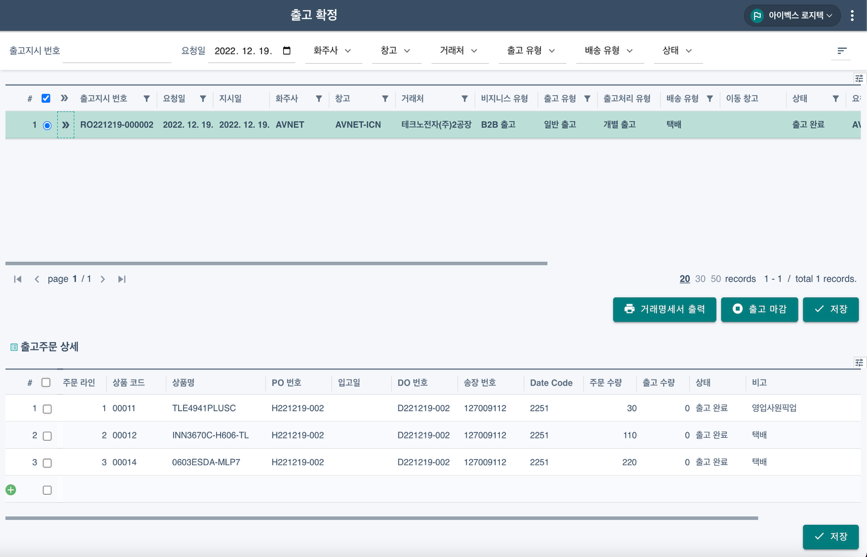 출고 확정
아이벡스 로지텍
출고지시 번호 요청일 2022. 12. 19. 화주사 창고 거래처 출고 유형 배송 유형 상태
# 출고지시 번호 요청일 지시일 화주사 창고 거래처 비지니스 유형 출고 유형 출고처리 유형 배송 유형 이동 창고 상태
1 RO221219-000002 2022. 12. 19. 2022. 12. 19. AVNET AVNET-ICN 테크노전자(주)2공장 B2B 출고 일반 출고 개별 출고 택배 출고 완료
page 1 / 1 20 30 50 records 1 - 1 / total 1 records.
거래명세서 출력 출고 마감 저장
출고주문 상세
# 주문 라인 상품 코드 상품명 PO 번호 입고일 DO 번호 송장 번호 Date Code 주문 수량 출고 수량 상태 비고
1 1 00011 TLE4941PLUSC H221219-002 D221219-002 127009112 2251 30 0 출고 완료 영업사원픽업
2 2 00012 INN3670C-H606-TL H221219-002 D221219-002 127009112 2251 110 0 출고 완료 택배
3 3 00014 0603ESDA-MLP7 H221219-002 D221219-002 127009112 2251 220 0 출고 완료 택배
저장